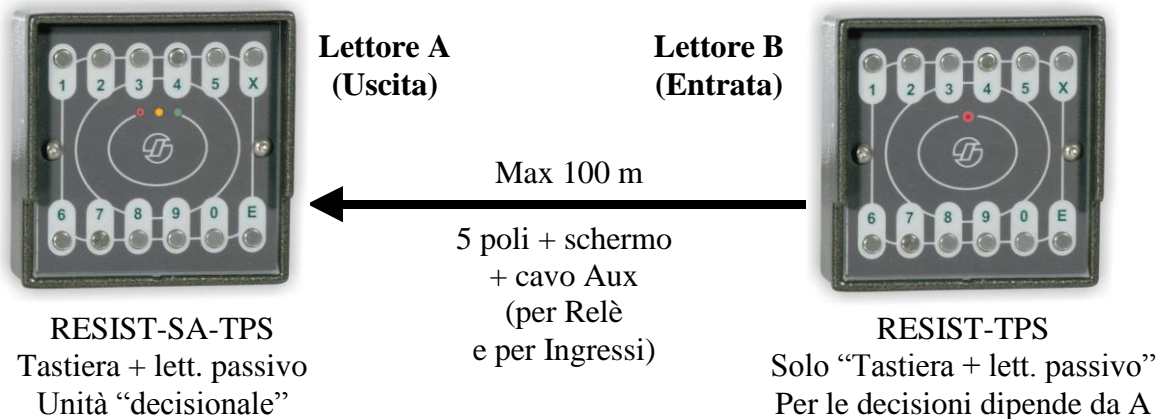 Lettore A
(Uscita)
Lettore B
(Entrata)
1 2 3 4 5 X
6 7 8 9 0 E
1 2 3 4 5 X
6 7 8 9 0 E
Max 100 m
5 poli + schermo
+ cavo Aux
(per Relè
e per Ingressi)
RESIST-SA-TPS
Tastiera + lett. passivo
Unità “decisionale”
RESIST-TPS
Solo “Tastiera + lett. passivo”
Per le decisioni dipende da A